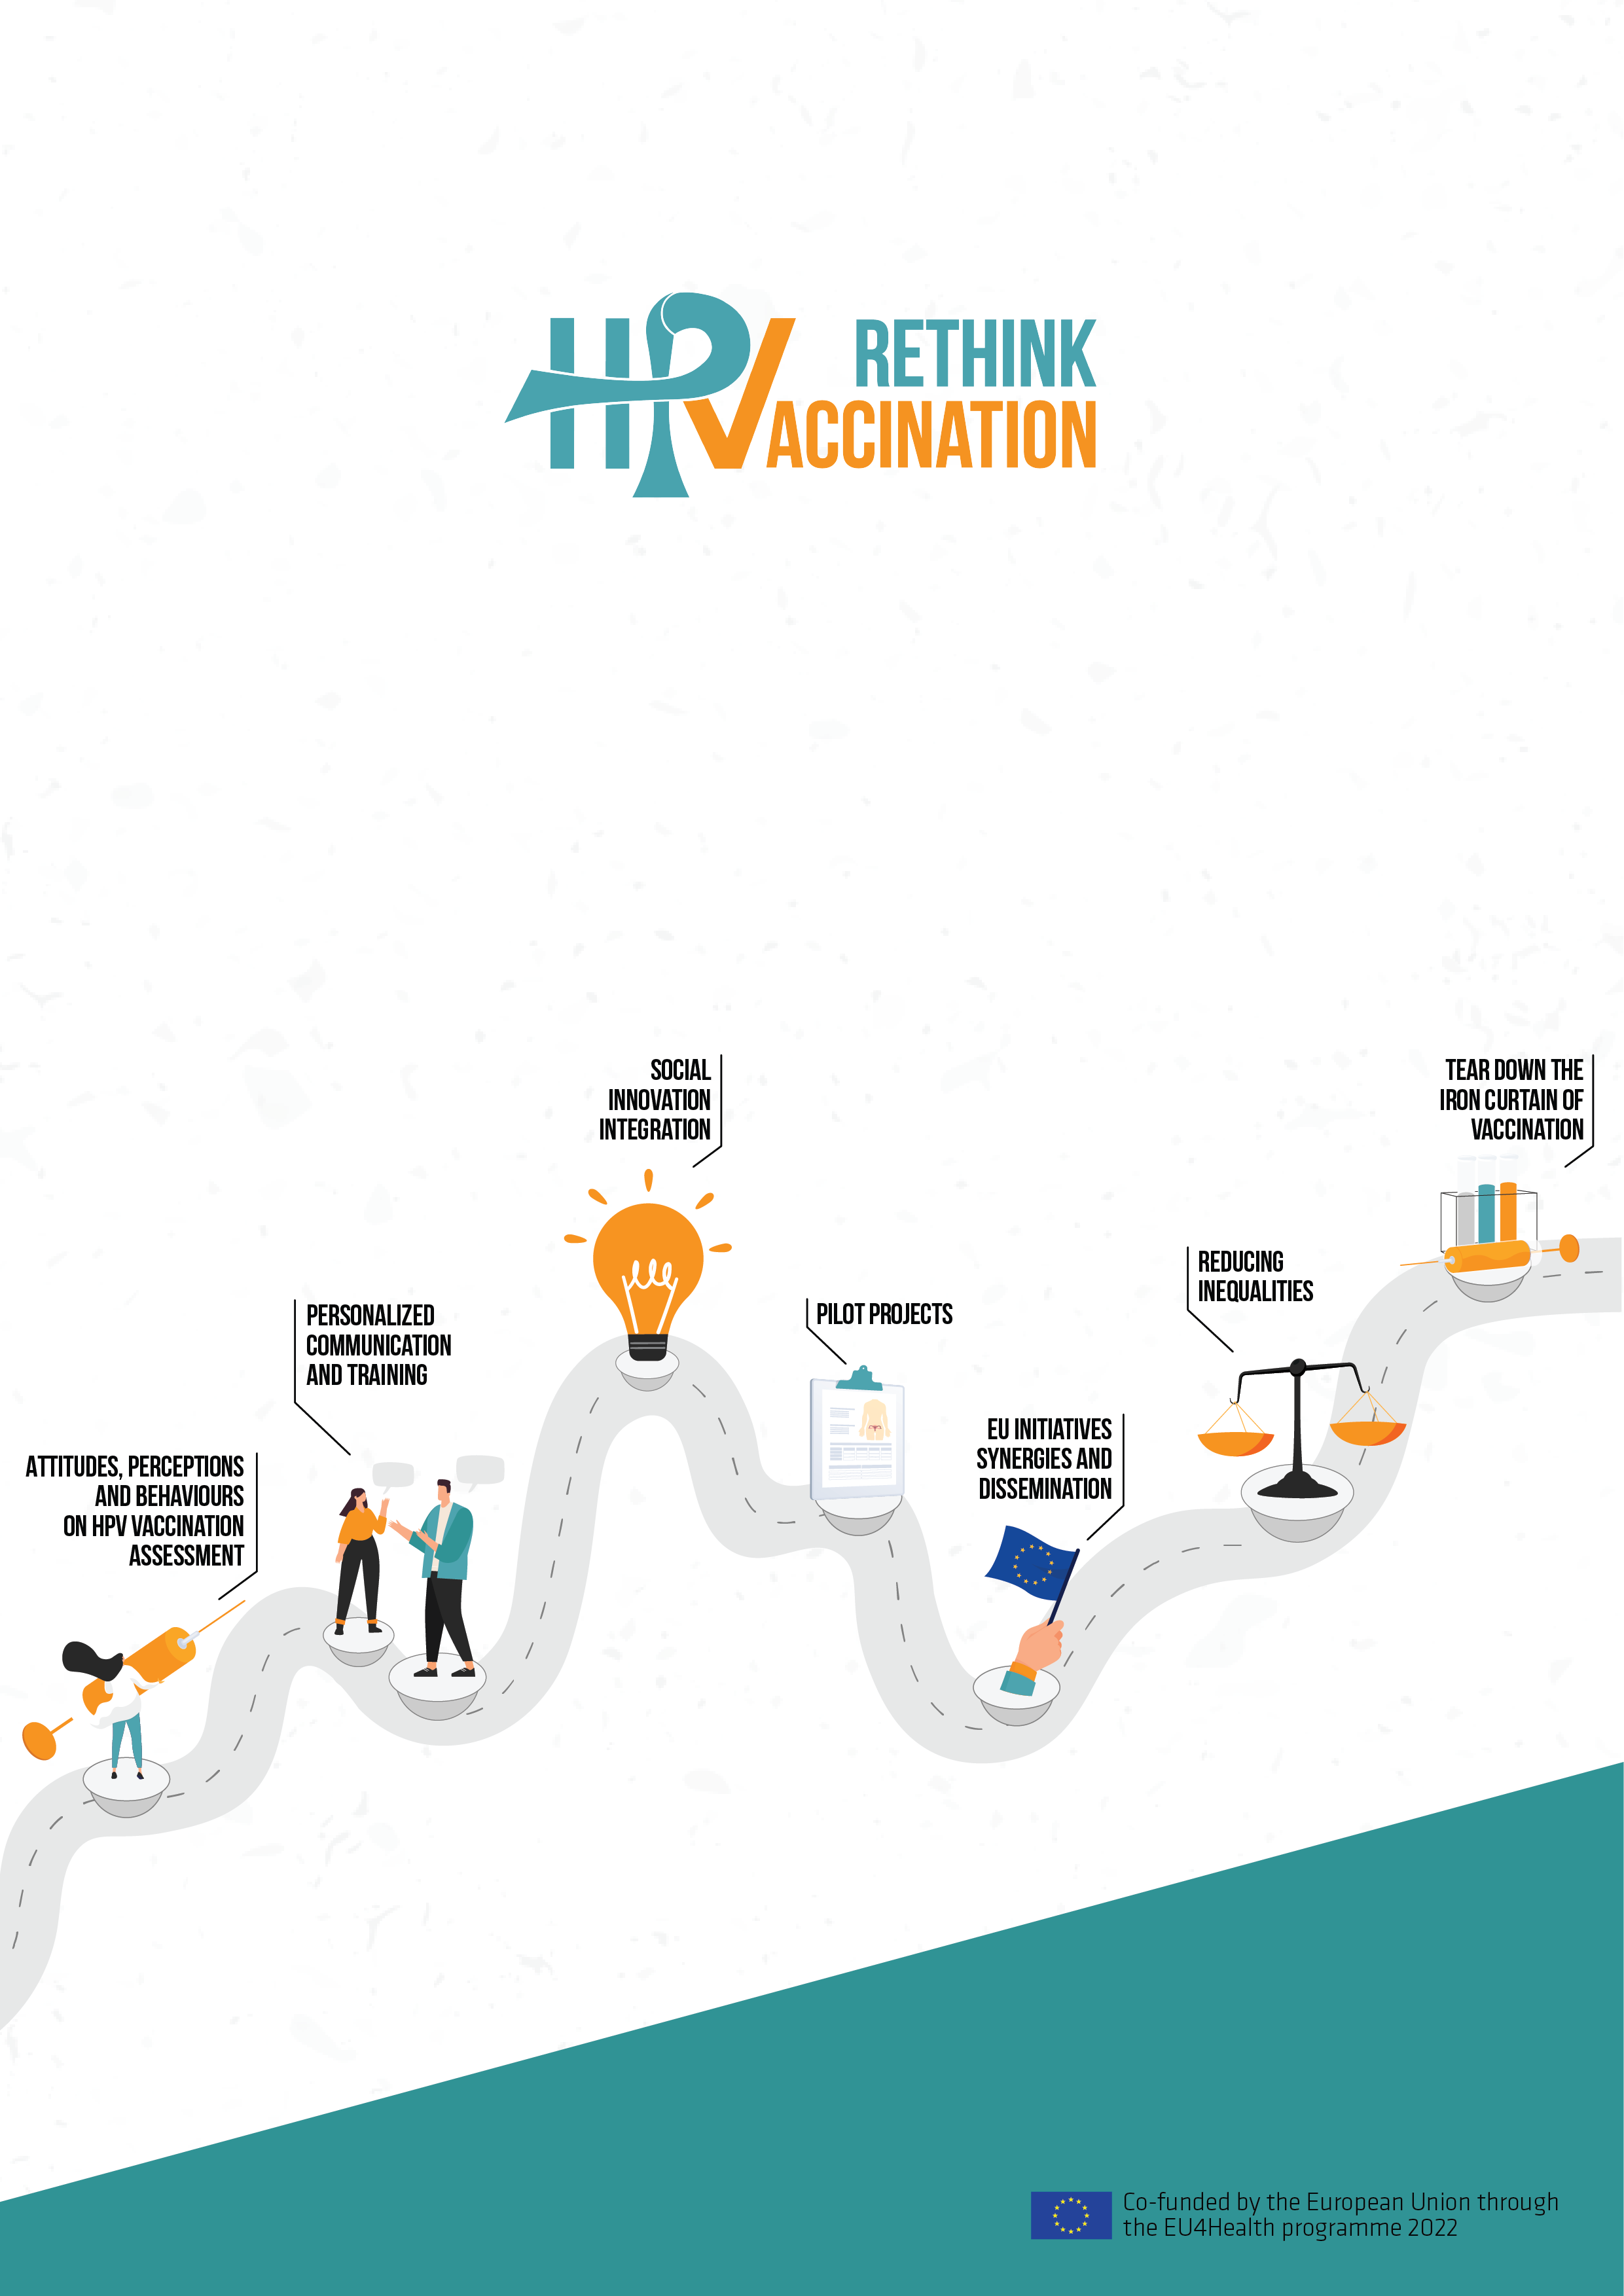 HPV RETHINK
VACCINATION
SOCIAL
INNOVATION
INTEGRATION
TEAR DOWN THE
IRON CURTAIN OF
VACCINATION
REDUCING
INEQUALITIES
PERSONALIZED
COMMUNICATION
AND TRAINING
PILOT PROJECTS
EU INITIATIVES
SYNERGIES AND
DISSEMINATION
ATTITUDES, PERCEPTIONS
AND BEHAVIOURS
ON HPV VACCINATION
ASSESSMENT
Co-funded by the European Union through
the EU4Health programme 2022